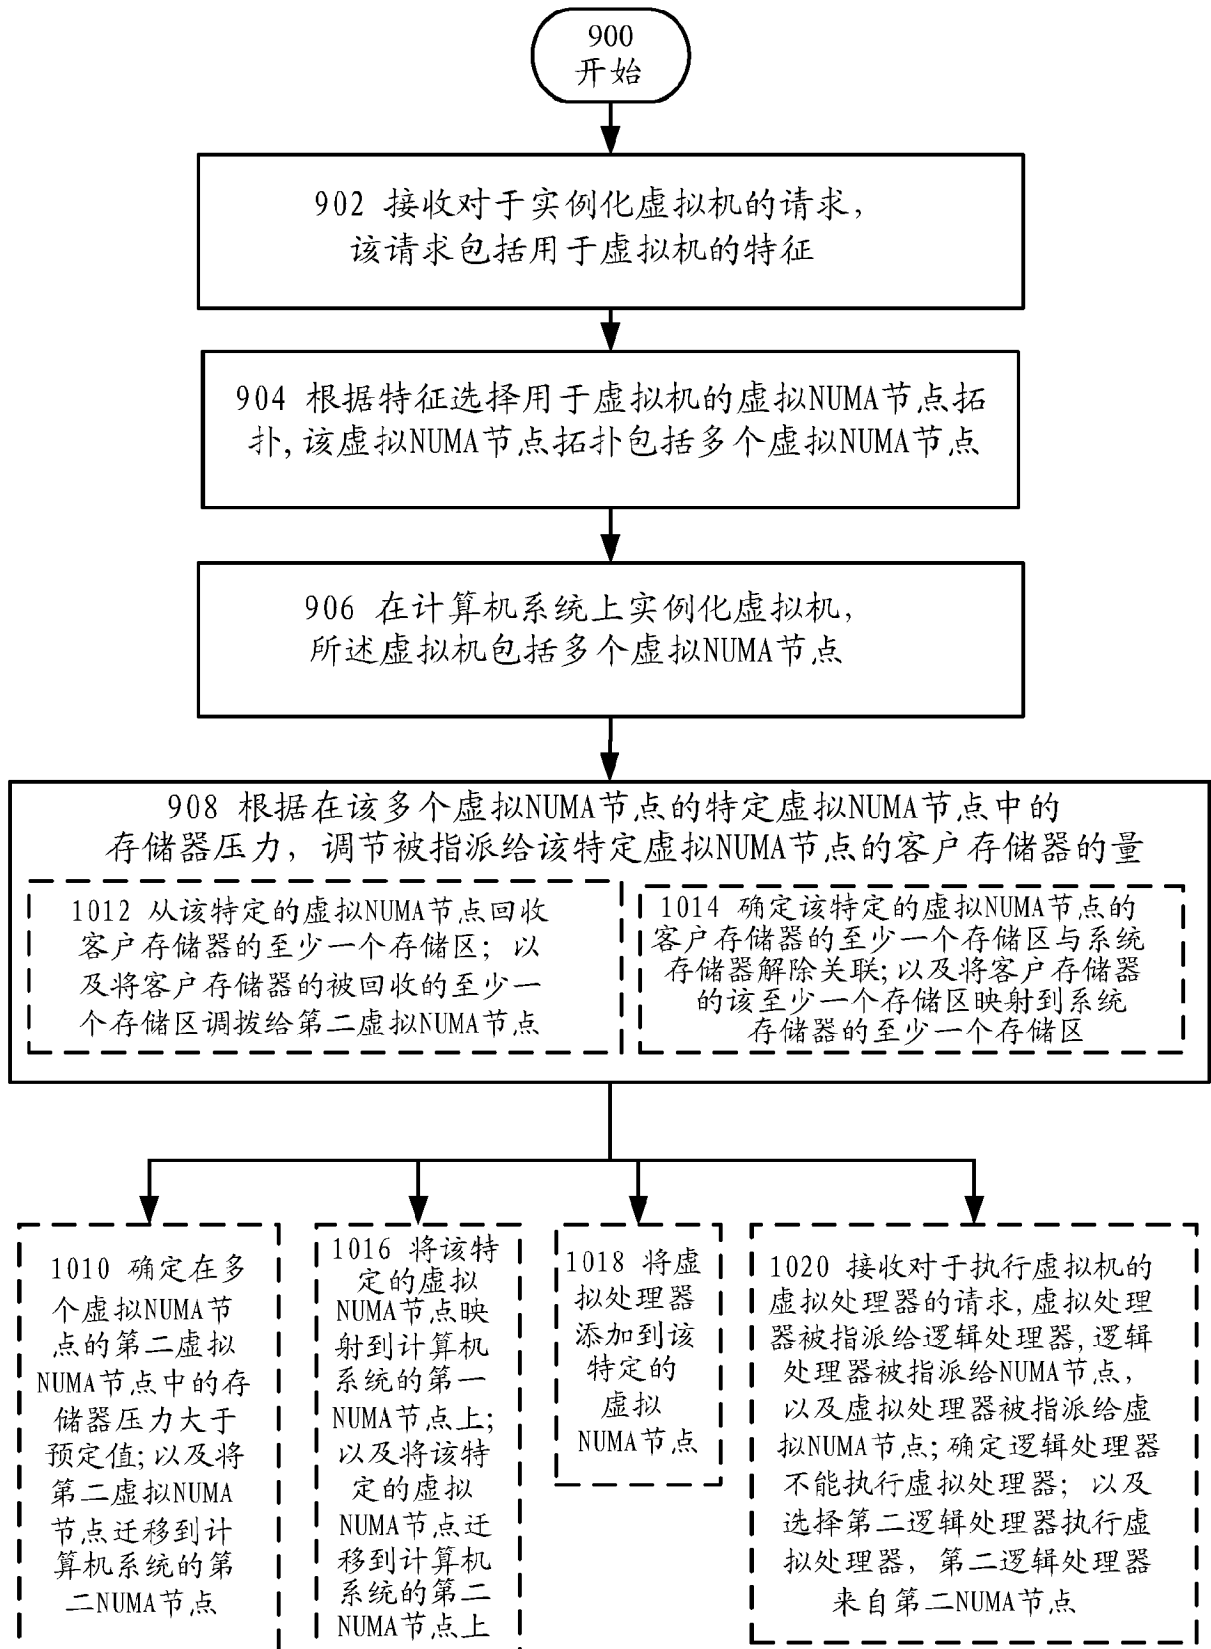 900
开始
902 接收对于实例化虚拟机的请求，
该请求包括用于虚拟机的特征
904 根据特征选择用于虚拟机的虚拟NUMA节点拓
扑,该虚拟NUMA节点拓扑包括多个虚拟NUMA节点
906 在计算机系统上实例化虚拟机，
所述虚拟机包括多个虚拟NUMA节点
908 根据在该多个虚拟NUMA节点的特定虚拟NUMA节点中的
存储器压力，调节被指派给该特定虚拟NUMA节点的客户存储器的量
1012 从该特定的虚拟NUMA节点回收
客户存储器的至少一个存储区；以
及将客户存储器的被回收的至少一
个存储区调拨给第二虚拟NUMA节点
1014 确定该特定的虚拟NUMA节点的
客户存储器的至少一个存储区与系统
存储器解除关联;以及将客户存储器
的该至少一个存储区映射到系统
存储器的至少一个存储区
1010 确定在多
个虚拟NUMA节
点的第二虚拟
NUMA节点中的存
储器压力大于
预定值;以及将
第二虚拟NUMA
节点迁移到计
算机系统的第
二NUMA节点
1016 将该特
定的虚拟
NUMA节点映
射到计算机
系统的第一
NUMA节点上;
以及将该特
定的虚拟
NUMA节点迁
移到计算机
系统的第二
NUMA节点上
1018 将虚
拟处理器
添加到该
特定的
虚拟
NUMA节点
1020 接收对于执行虚拟机的
虚拟处理器的请求,虚拟处理
器被指派给逻辑处理器,逻辑
处理器被指派给NUMA节点，
以及虚拟处理器被指派给虚
拟NUMA节点;确定逻辑处理器
不能执行虚拟处理器；以及
选择第二逻辑处理器执行虚
拟处理器，第二逻辑处理器
来自第二NUMA节点